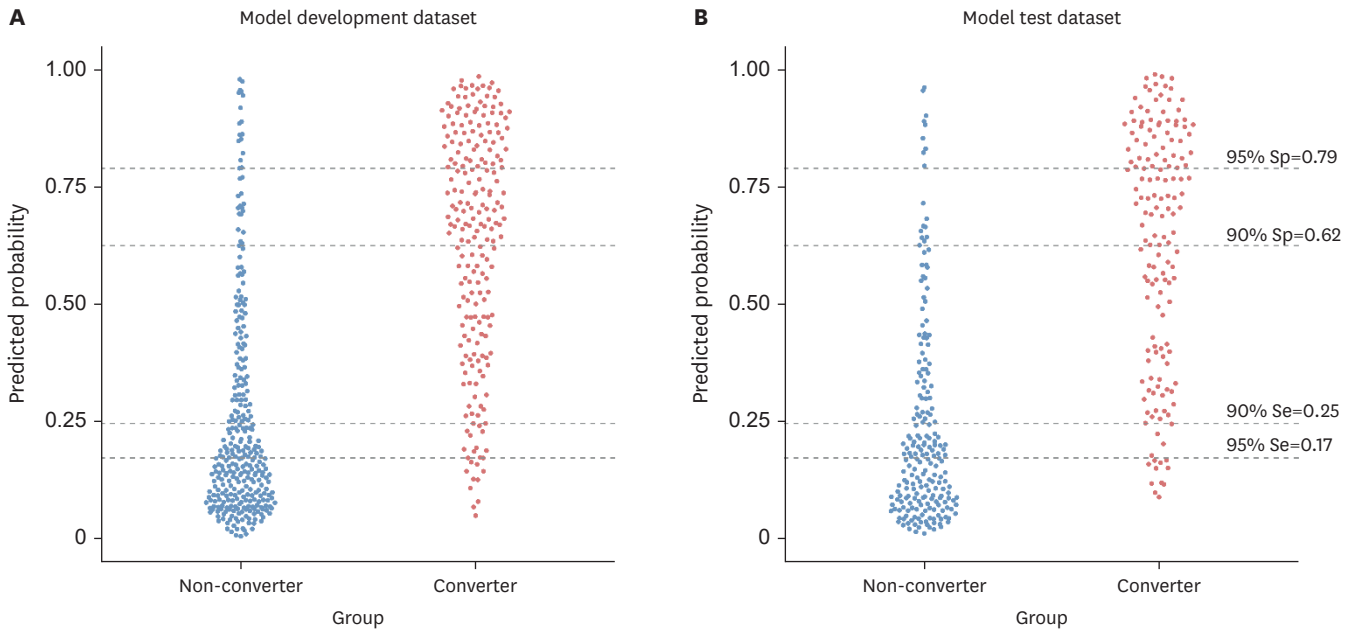 A
Model development dataset
Predicted probability
1.00
0.75
0.50
0.25
0
Non-converter
Converter
Group
B
Model test dataset
Predicted probability
1.00
0.75
0.50
0.25
0
95% Sp=0.79
90% Sp=0.62
90% Se=0.25
95% Se=0.17
Non-converter
Converter
Group